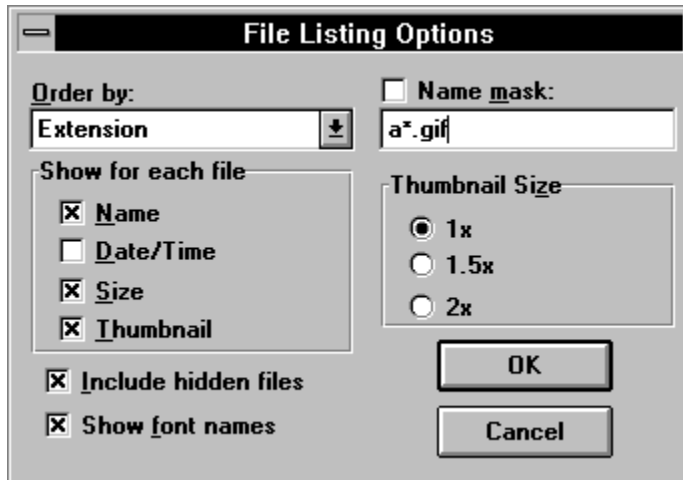 File Listing Options
Order by:
Extension
Name mask:
a*.gif
Show for each file
Name
Date/Time
Size
Thumbnail
Thumbnail Size
1x
1.5x
2x
Include hidden files
Show font names
OK
Cancel